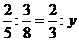 2/5 : 3/8 = 2/3 : y